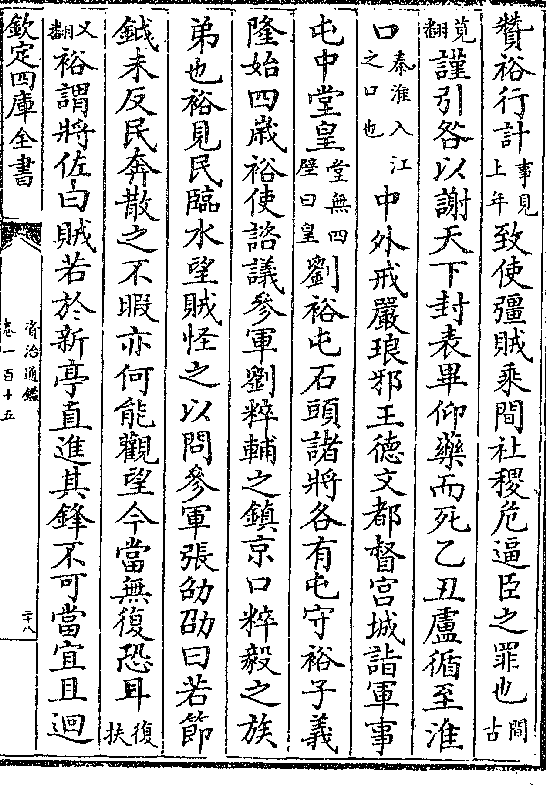 贊裕行計事見上年致使彊賊乘間社稷危逼臣之罪也間古
莧翻謹引咎以謝天下封表畢仰藥而死乙丑盧循至淮
口秦淮入江之口也中外戒嚴琅邪王德文都督宮城諸軍事
屯中堂皇堂無四壁曰皇劉裕屯石頭諸將各有屯守裕子義
隆始四歲裕使諮議參軍劉粹輔之鎮京口粹毅之族
弟也裕見民臨水望賊怪之以問參軍張劭劭曰若節
鉞未反民奔散之不暇亦何能觀望今當無復恐耳復扶
又翻裕謂將佐曰賊若於新亭直進其鋒不可當宜且迴
欽定四庫全書
資治通鑑
卷一百十五
二十八